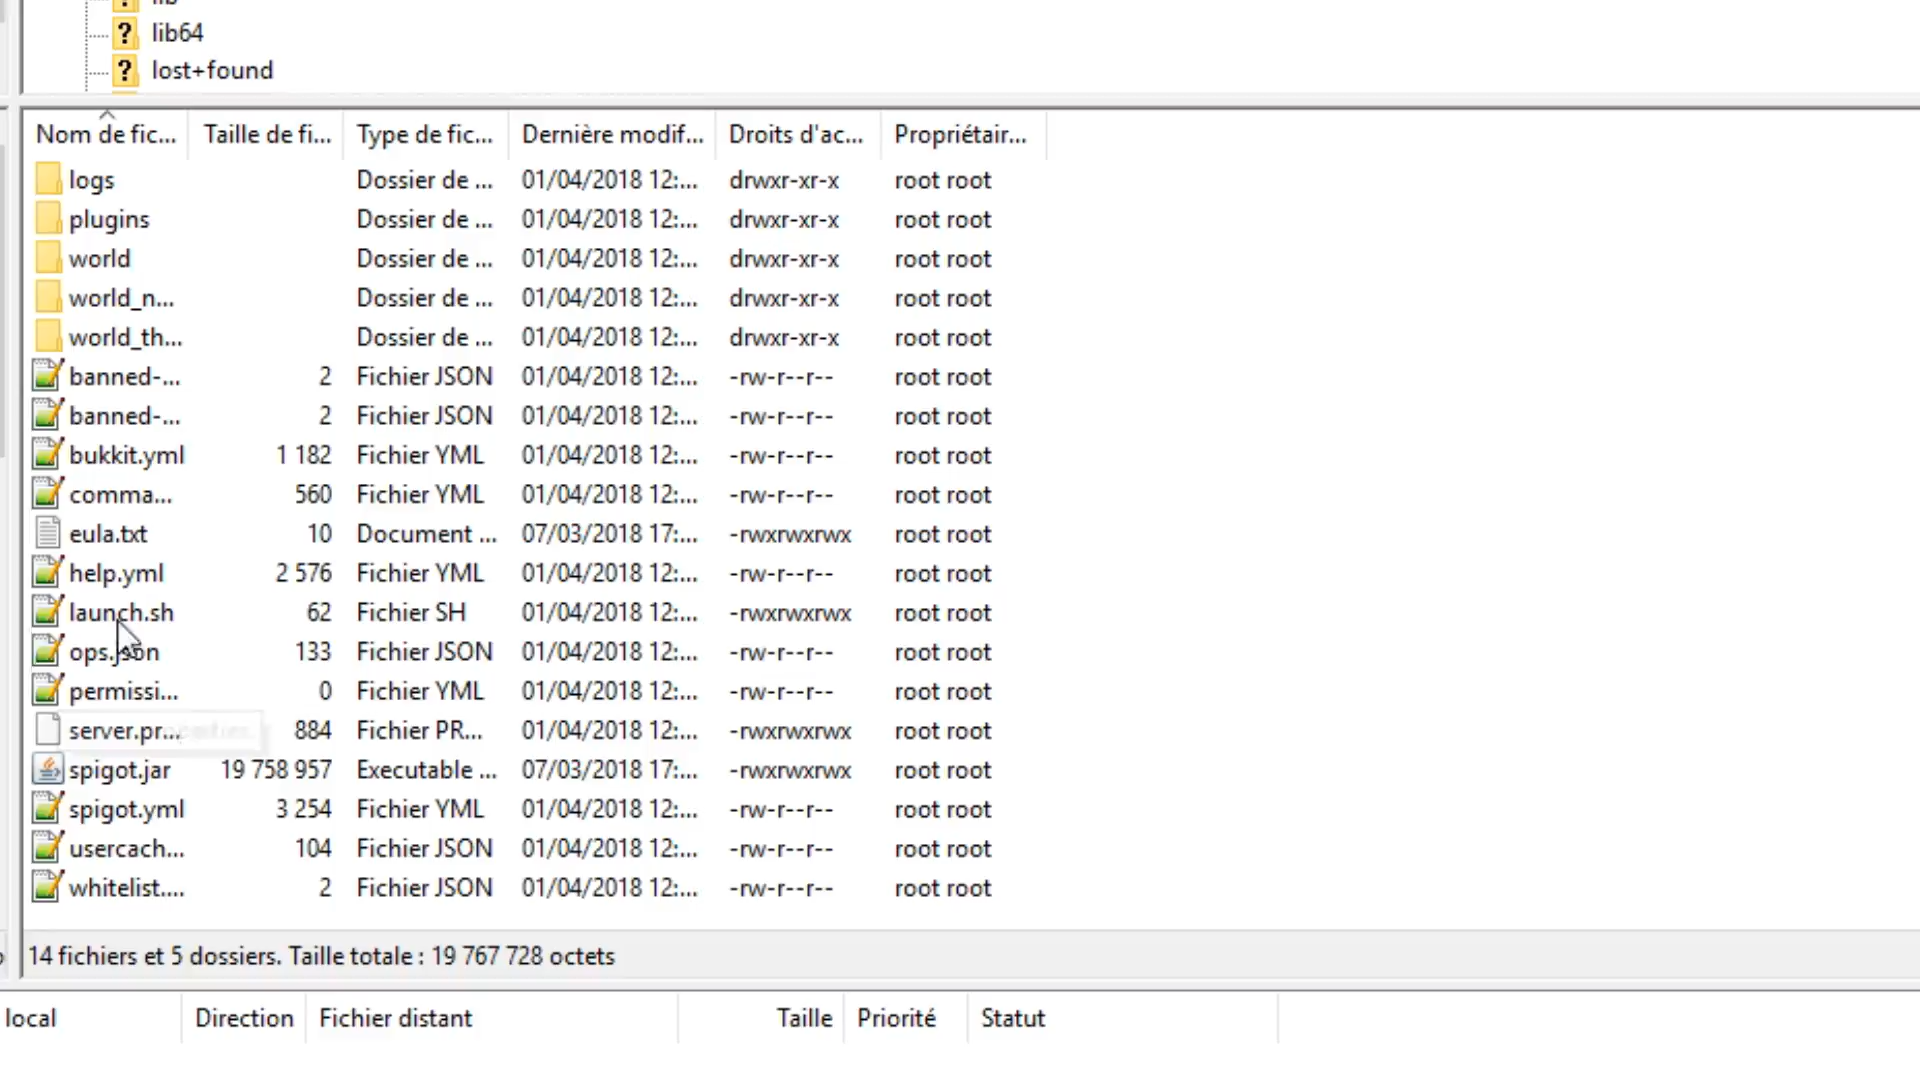 lib
lib64
lost+found
Nom de fic... Taille de fi... Type de fic... Dernière modif... Droits d'ac... Propriétair...
logs Dossier de ... 01/04/2018 12:... drwxr-xr-x root root
plugins Dossier de ... 01/04/2018 12:... drwxr-xr-x root root
world Dossier de ... 01/04/2018 12:... drwxr-xr-x root root
world_n... Dossier de ... 01/04/2018 12:... drwxr-xr-x root root
world_th... Dossier de ... 01/04/2018 12:... drwxr-xr-x root root
banned-... 2 Fichier JSON 01/04/2018 12:... -rw-r--r-- root root
banned-... 2 Fichier JSON 01/04/2018 12:... -rw-r--r-- root root
bukkit.yml 1 182 Fichier YML 01/04/2018 12:... -rw-r--r-- root root
comma... 560 Fichier YML 01/04/2018 12:... -rw-r--r-- root root
eula.txt 10 Document ... 07/03/2018 17:... -rwxrwxrwx root root
help.yml 2 576 Fichier YML 01/04/2018 12:... -rw-r--r-- root root
launch.sh 62 Fichier SH 01/04/2018 12:... -rwxrwxrwx root root
ops.json 133 Fichier JSON 01/04/2018 12:... -rw-r--r-- root root
permissi... 0 Fichier YML 01/04/2018 12:... -rw-r--r-- root root
server.pr... 884 Fichier PR... 01/04/2018 12:... -rwxrwxrwx root root
spigot.jar 19 758 957 Executable ... 07/03/2018 17:... -rwxrwxrwx root root
spigot.yml 3 254 Fichier YML 01/04/2018 12:... -rw-r--r-- root root
usercach... 104 Fichier JSON 01/04/2018 12:... -rw-r--r-- root root
whitelist.... 2 Fichier JSON 01/04/2018 12:... -rw-r--r-- root root
14 fichiers et 5 dossiers. Taille totale : 19 767 728 octets
local Direction Fichier distant Taille Priorité Statut